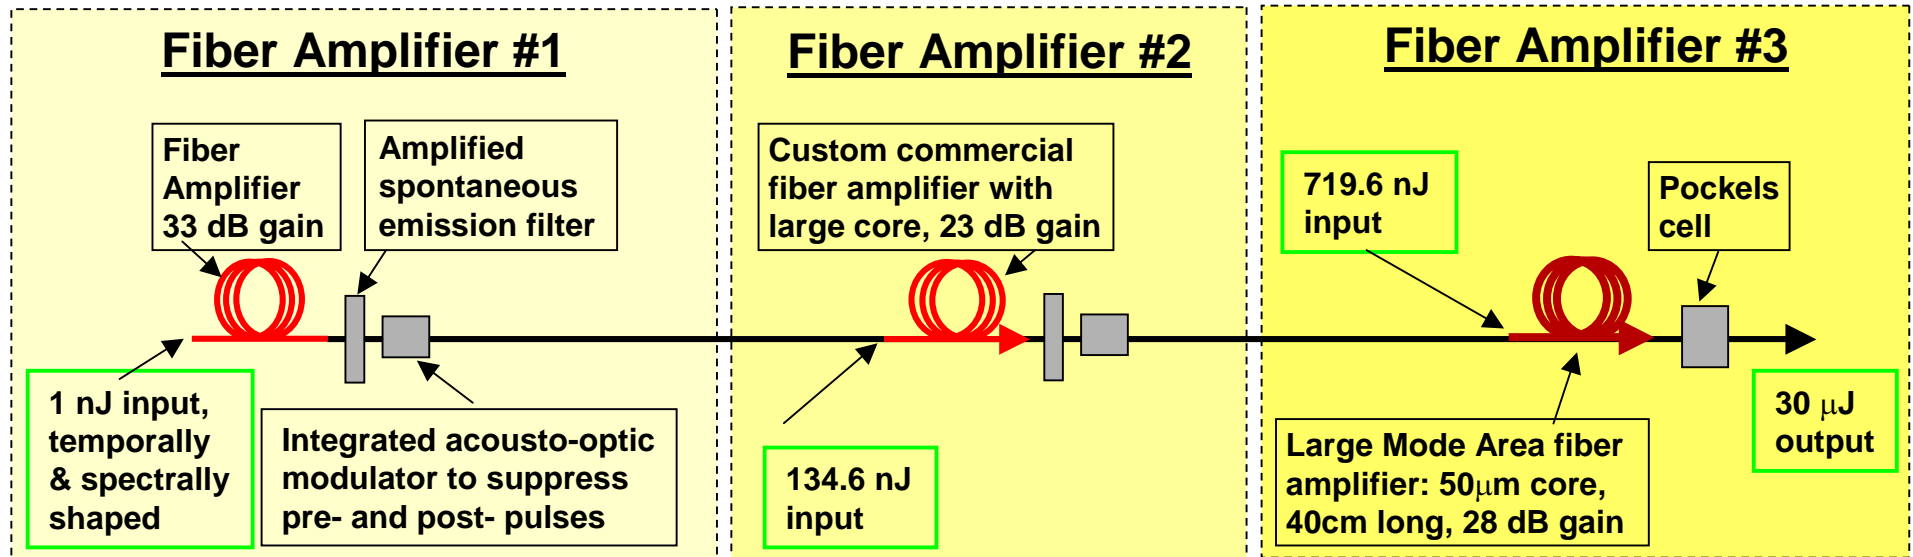 Fiber Amplifier #1
Fiber
Amplifier
33 dB gain
Amplified
spontaneous
emission filter
1 nJ input,
temporally
& spectrally
shaped
Integrated acousto-optic
modulator to suppress
pre- and post- pulses
Fiber Amplifier #2
Custom commercial
fiber amplifier with
large core, 23 dB gain
134.6 nJ
input
Fiber Amplifier #3
719.6 nJ
input
Pockels
cell
Large Mode Area fiber
amplifier: 50μm core,
40cm long, 28 dB gain
30 μJ
output